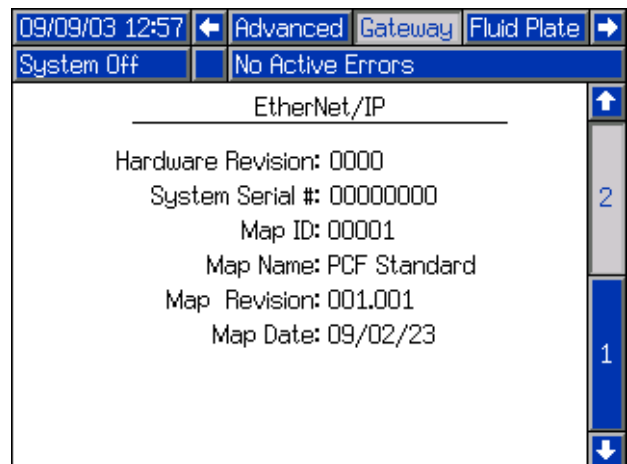 09/09/03 12:57 Advanced Gateway Fluid Plate
System Off No Active Errors
EtherNet/IP
Hardware Revision: 0000
System Serial #: 00000000
2
Map ID: 00001
Map Name: PCF Standard
Map Revision: 001.001
Map Date: 09/02/23
1